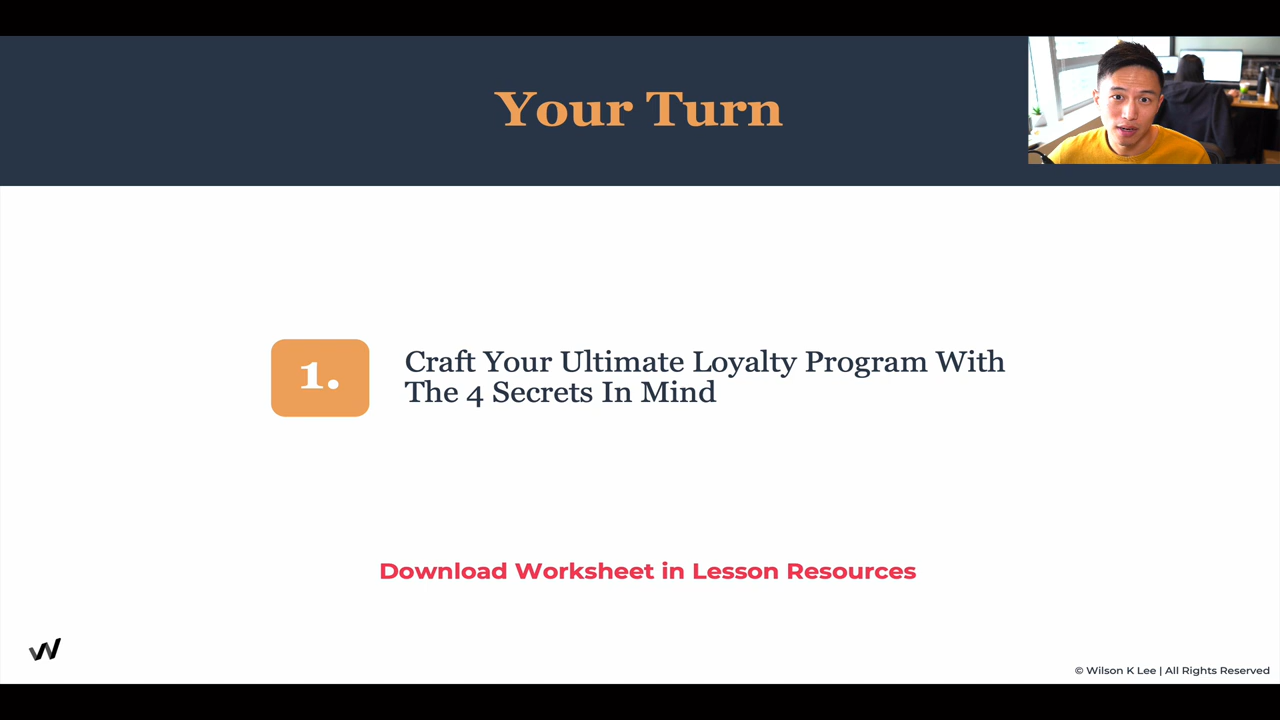 Your Turn
1.
Craft Your Ultimate Loyalty Program With
The 4 Secrets In Mind
Download Worksheet in Lesson Resources
W
© Wilson K Lee | All Rights Reserved